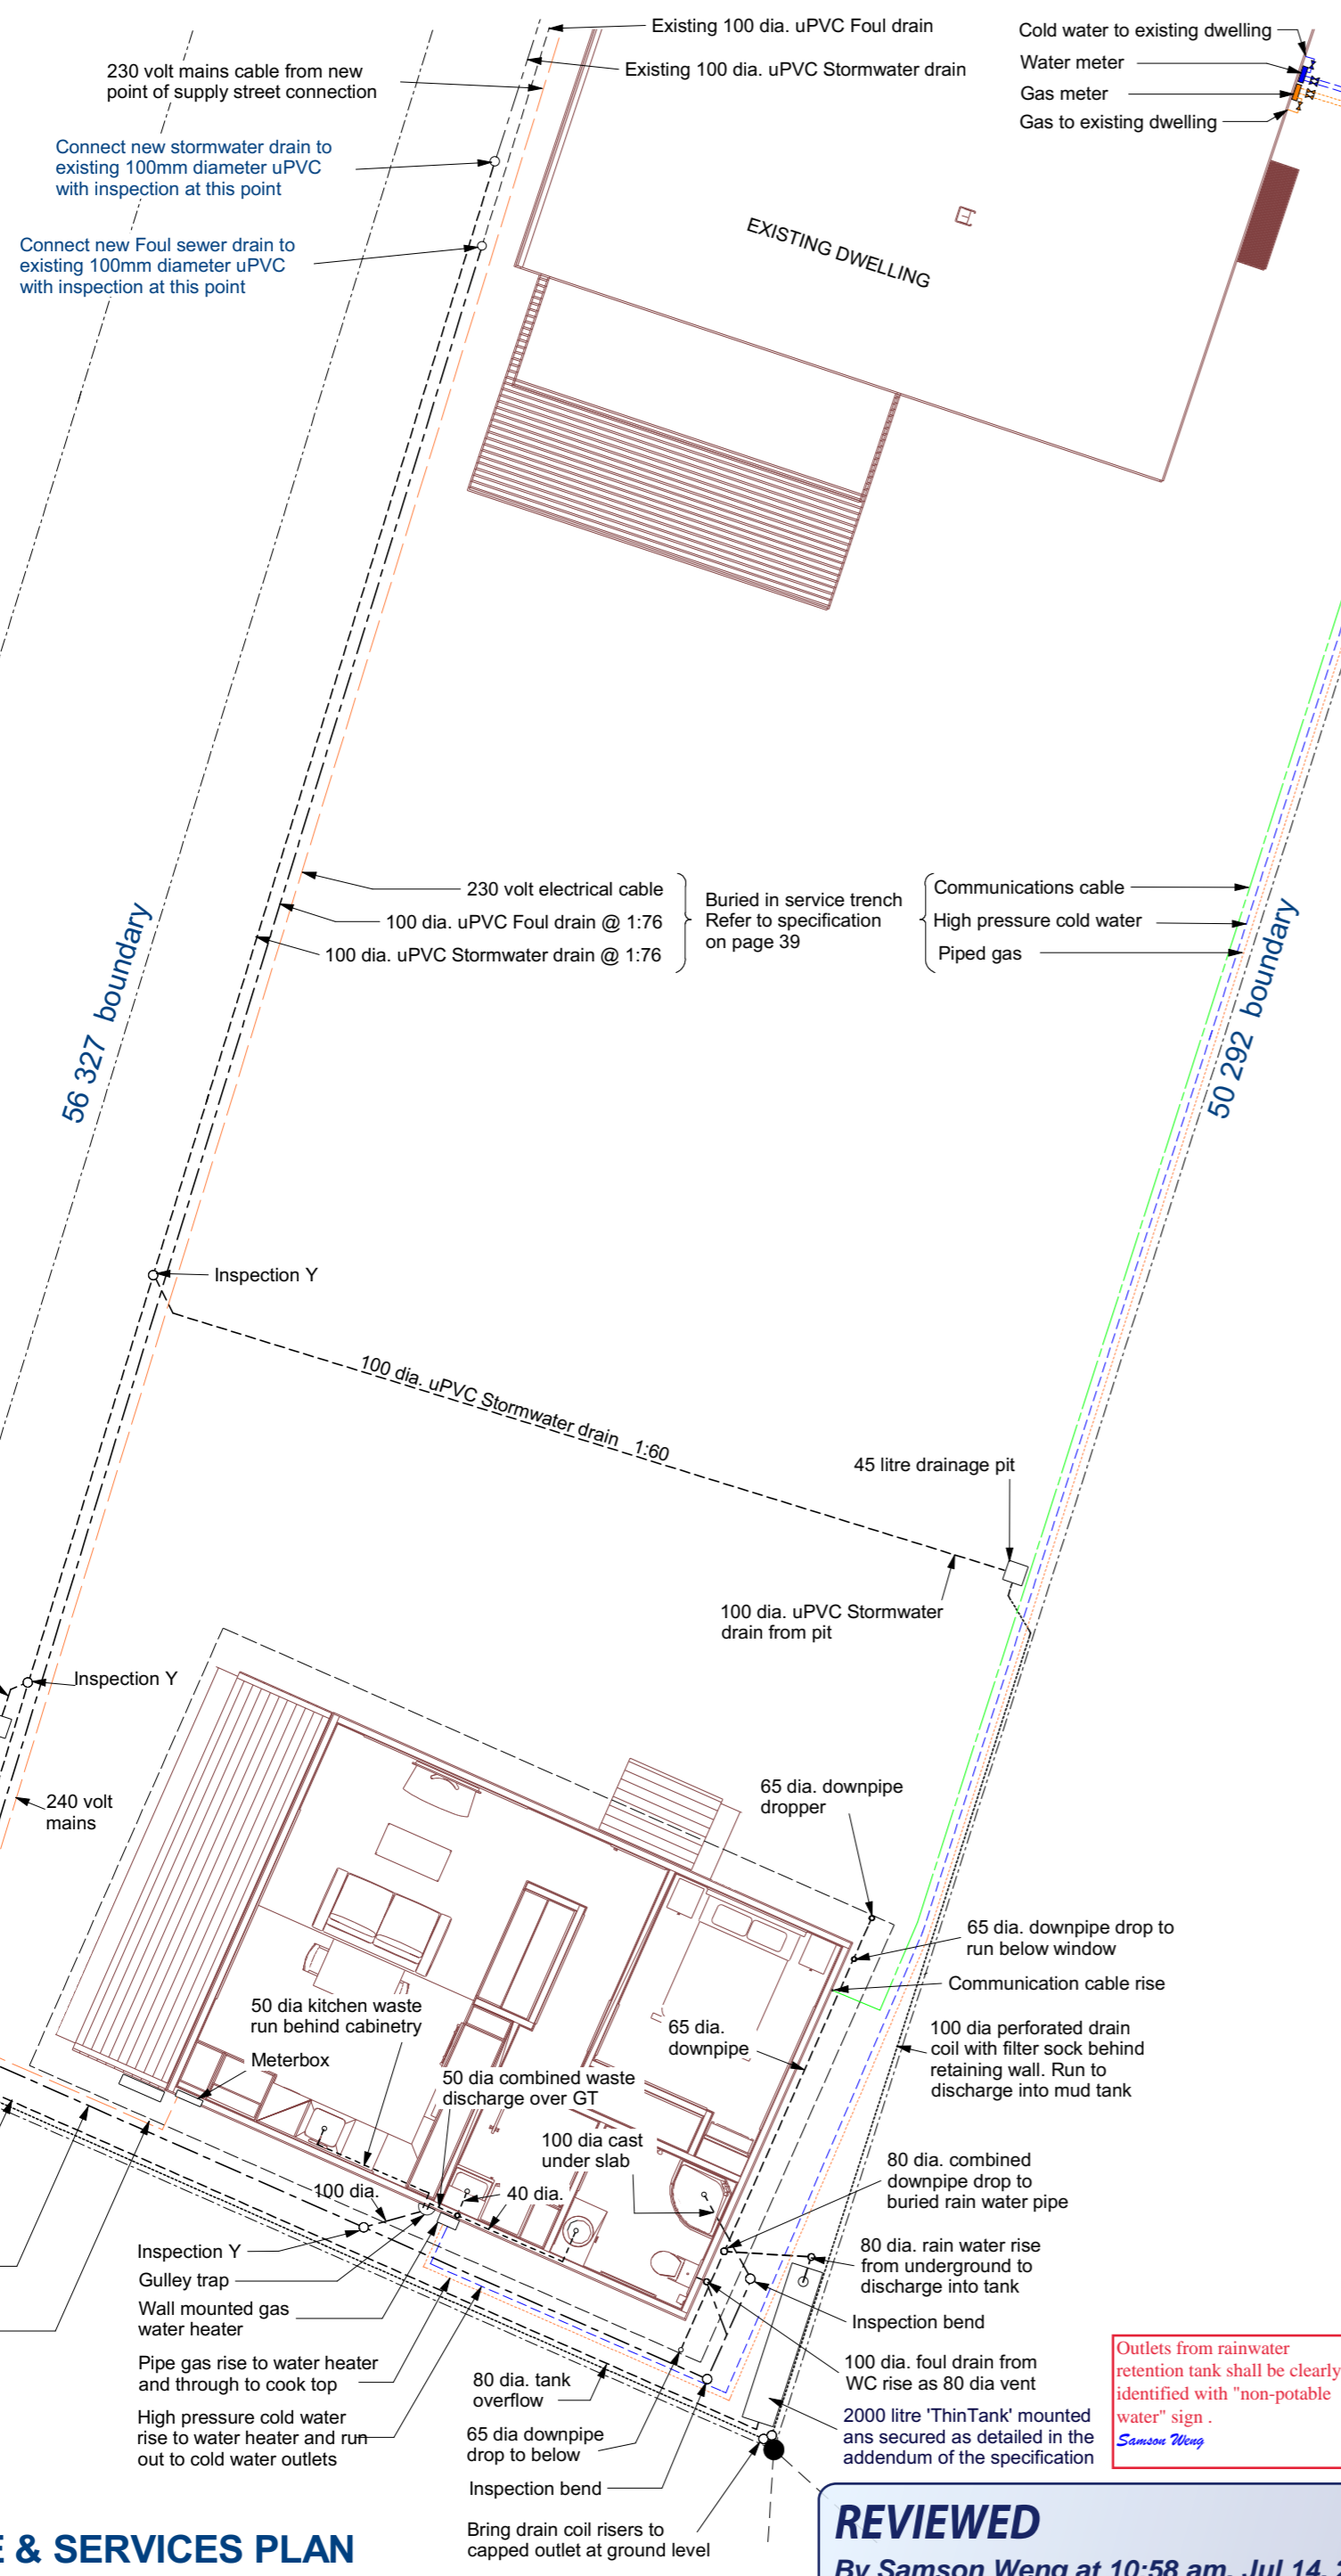 Existing 100 dia. uPVC Foul drain
Cold water to existing dwelling
Water meter
Gas meter
Gas to existing dwelling
230 volt mains cable from new
point of supply street connection
Existing 100 dia. uPVC Stormwater drain
Connect new stormwater drain to
existing 100mm diameter uPVC
with inspection at this point
Connect new Foul sewer drain to
existing 100mm diameter uPVC
with inspection at this point
EXISTING DWELLING
230 volt electrical cable
100 dia. uPVC Foul drain @ 1:76
100 dia. uPVC Stormwater drain @ 1:76
Buried in service trench
Refer to specification
on page 39
Communications cable
High pressure cold water
Piped gas
56 327 boundary
50 292 boundary
Inspection Y
100 dia. uPVC Stormwater drain 1:60
45 litre drainage pit
100 dia. uPVC Stormwater
drain from pit
Inspection Y
240 volt
mains
65 dia. downpipe
dropper
65 dia. downpipe drop to
run below window
Communication cable rise
50 dia kitchen waste
run behind cabinetry
65 dia.
downpipe
100 dia perforated drain
coil with filter sock behind
retaining wall. Run to
discharge into mud tank
Meterbox
50 dia combined waste
discharge over GT
100 dia cast
under slab
80 dia. combined
downpipe drop to
buried rain water pipe
100 dia.
40 dia.
Inspection Y
Gulley trap
Wall mounted gas
water heater
80 dia. rain water rise
from underground to
discharge into tank
Inspection bend
Pipe gas rise to water heater
and through to cook top
80 dia. tank
overflow
100 dia. foul drain from
WC rise as 80 dia vent
High pressure cold water
rise to water heater and run
out to cold water outlets
65 dia downpipe
drop to below
2000 litre 'ThinTank' mounted
ans secured as detailed in the
addendum of the specification
Outlets from rainwater
retention tank shall be clearly
identified with "non-potable
water" sign .
Samson Weng
Inspection bend
Bring drain coil risers to
capped outlet at ground level
& SERVICES PLAN
REVIEWED
By Samson Weng at 10:58 am, Jul 14,